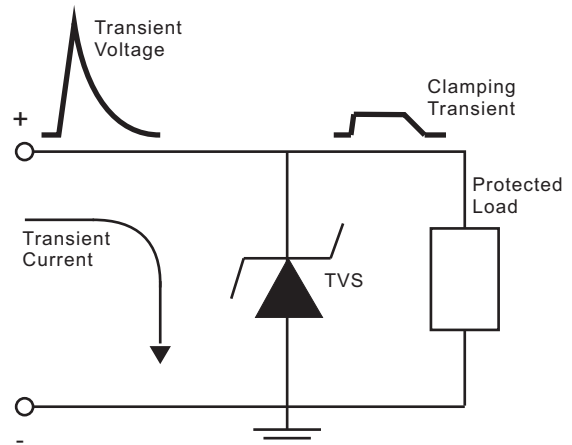 Transient
Voltage
Clamping
Transient
+
Protected
Load
Transient
Current
TVS
-